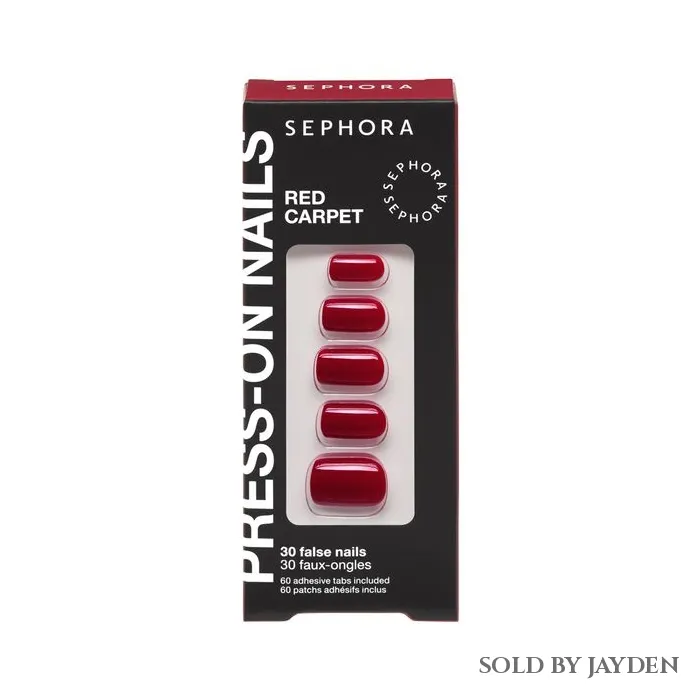 SEPHORA
SEPHORA
PRESS-ON NAILS
RED
CARPET
SEPHORA
SEPHORA
30 false nails
30 faux-ongles
60 adhesive tabs included
60 patchs adhésifs inclus
SOLD BY JAYDEN